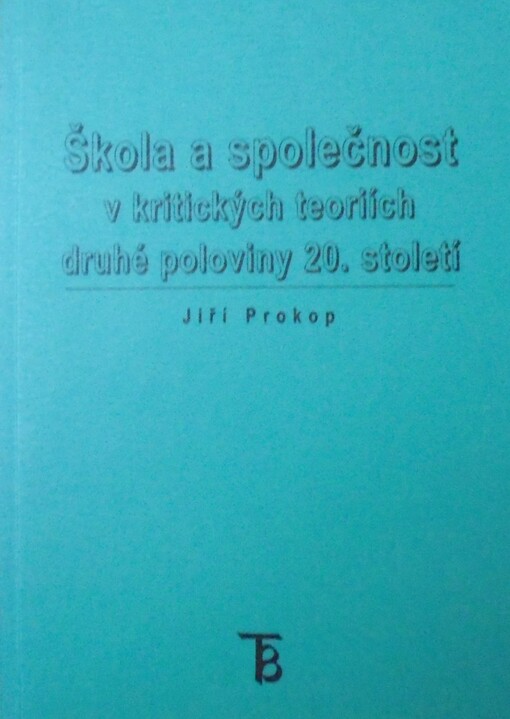 Škola a společnost
v kritických teoriích
druhé poloviny 20. století
Jiří Prokop